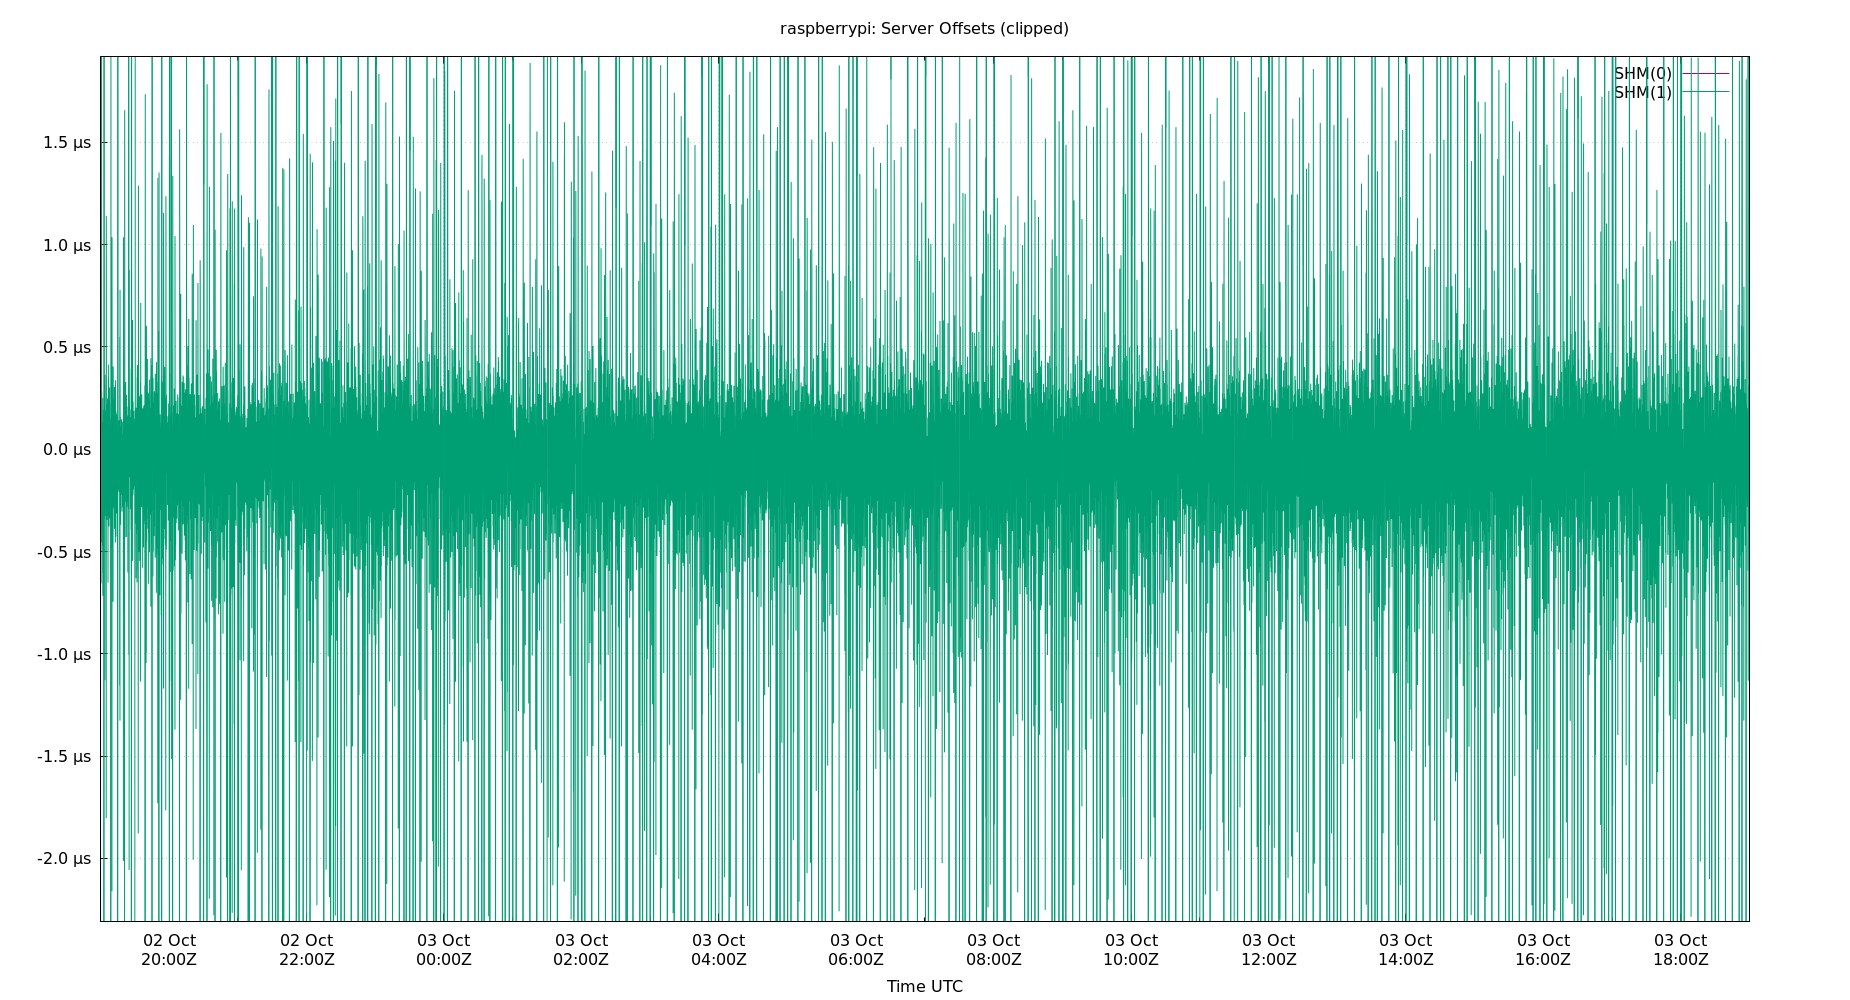 raspberrypi: Server Offsets (clipped)
SHM(0)
SHM(1)
1.5 µs
1.0 µs
0.5 µs
0.0 µs
-0.5 µs
-1.0 µs
-1.5 µs
-2.0 µs
02 Oct 02 Oct 03 Oct 03 Oct 03 Oct 03 Oct 03 Oct 03 Oct 03 Oct 03 Oct 03 Oct 03 Oct
20:00Z 22:00Z 00:00Z 02:00Z 04:00Z 06:00Z 08:00Z 10:00Z 12:00Z 14:00Z 16:00Z 18:00Z
Time UTC